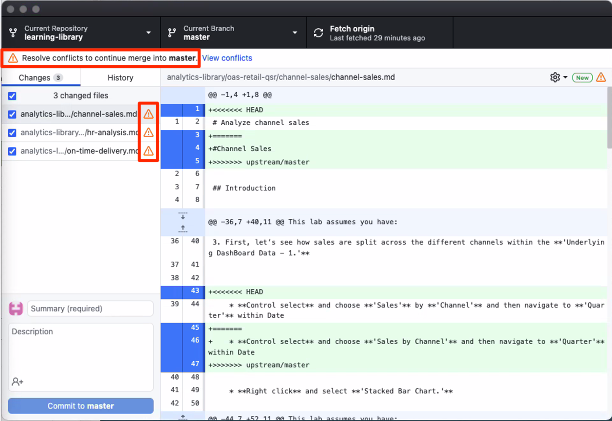 Current Repository
learning-library
Current Branch
master
Fetch origin
Last fetched 29 minutes ago
Resolve conflicts to continue merge into master. View conflicts
Changes 3
History
analytics-library/oas-retail-qsr/channel-sales/channel-sales.md
New
3 changed files
analytics-lib.../channel-sales.md
analytics-library.../hr-analysis.md
analytics-l.../on-time-delivery.md
@@ -1,4 +1,8 @@
1 +<<<<<<< HEAD
1 2 # Analyze channel sales
3 +=======
4 +#Channel Sales
5 +>>>>>>> upstream/master
2 6
3 7 ## Introduction
4 8
@@ -36,7 +40,11 @@ This lab assumes you have:
36 40 3. First, let's see how sales are split across the different channels within the **'Underlyin
g DashBoard Data - 1.'**
37 41
38 42
43 +<<<<<<< HEAD
39 44 * **Control select** and choose **'Sales'** by **'Channel'** and then navigate to **'Quar
ter'** within Date
45 +=======
46 + * **Control select** and choose **'Sales by Channel'** and then navigate to **'Quarter'**
within Date
47 +>>>>>>> upstream/master
40 48
41 49 * **Right click** and select **'Stacked Bar Chart.'**
42 50
@@ -44,7 +52,11 @@ This lab assumes you have:
Summary (required)
Description
Commit to master